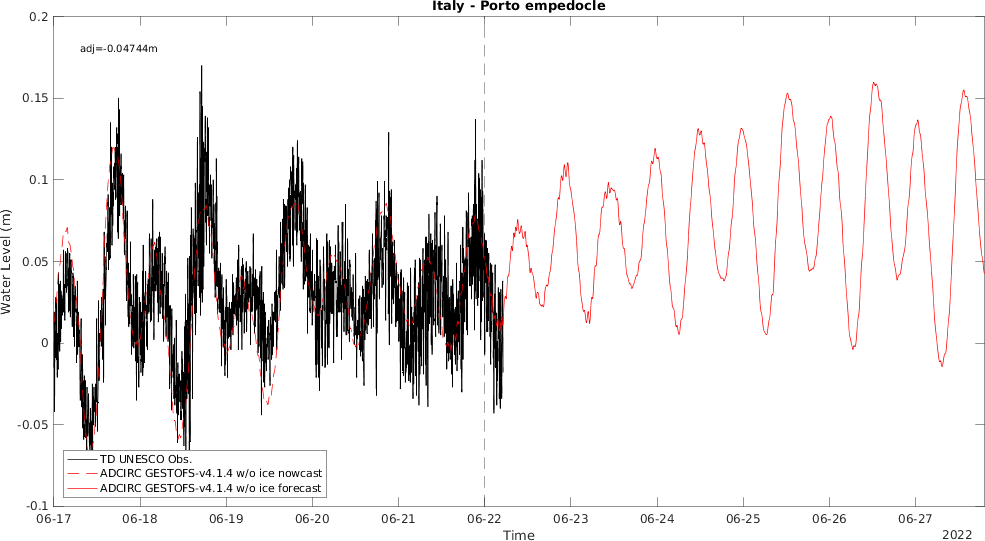 Italy - Porto empedocle
adj=-0.04744m
Water Level (m)
0.2
0.15
0.1
0.05
0
-0.05
-0.1
TD UNESCO Obs.
ADCIRC GESTOFS-v4.1.4 w/o ice nowcast
ADCIRC GESTOFS-v4.1.4 w/o ice forecast
06-17 06-18 06-19 06-20 06-21 06-22 06-23 06-24 06-25 06-26 06-27
Time
2022